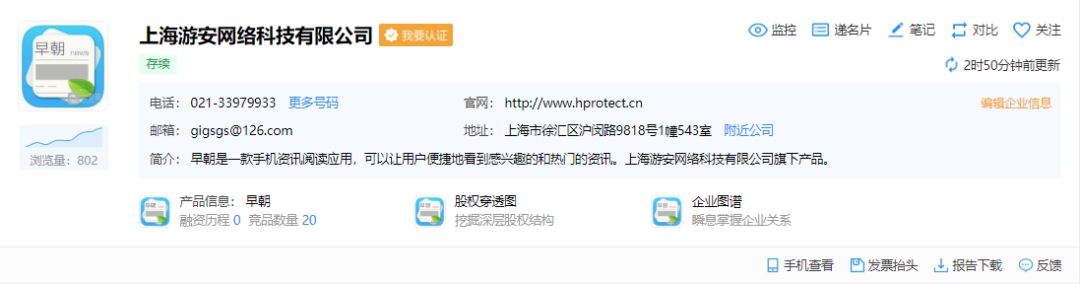 早朝 news
上海游安网络科技有限公司 我要认证
监控 递名片 笔记 对比 关注
存续
2时50分钟前更新
电话： 021-33979933 更多号码 官网： http://www.hprotect.cn 编辑企业信息
邮箱： gigsgs@126.com 地址： 上海市徐汇区沪闵路9818号1幢543室 附近公司
浏览量：802
简介： 早朝是一款手机资讯阅读应用，可以让用户便捷地看到感兴趣的和热门的资讯。上海游安网络科技有限公司旗下产品。
产品信息： 早朝 股权穿透图 企业图谱
融资历程 0 竞品数量 20 挖掘深层股权结构 瞬息掌握企业关系
手机查看 发票抬头 报告下载 反馈